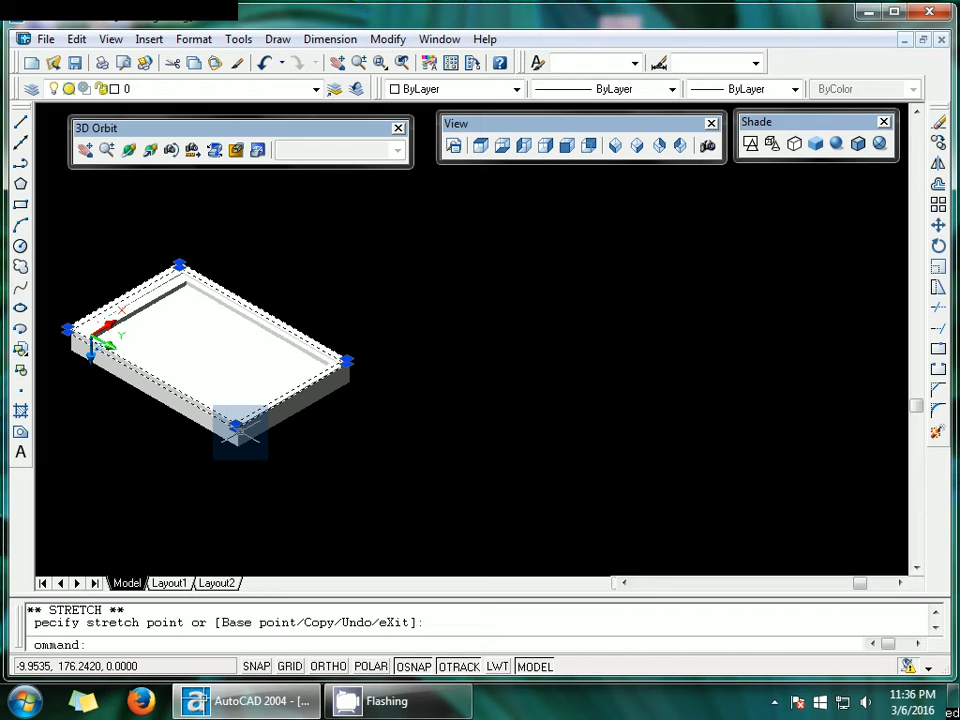 File Edit View Insert Format Tools Draw Dimension Modify Window Help
0 ByLayer ByLayer ByLayer ByColor
3D Orbit
View
Shade
X
Y
A
Model Layout1 Layout2
** STRETCH **
pecify stretch point or [Base point/Copy/Undo/eXit]:
ommand:
-9.9535, 176.2420, 0.0000 SNAP GRID ORTHO POLAR OSNAP OTRACK LWT MODEL
AutoCAD 2004 - [... Flashing
11:36 PM
3/6/2016
ed